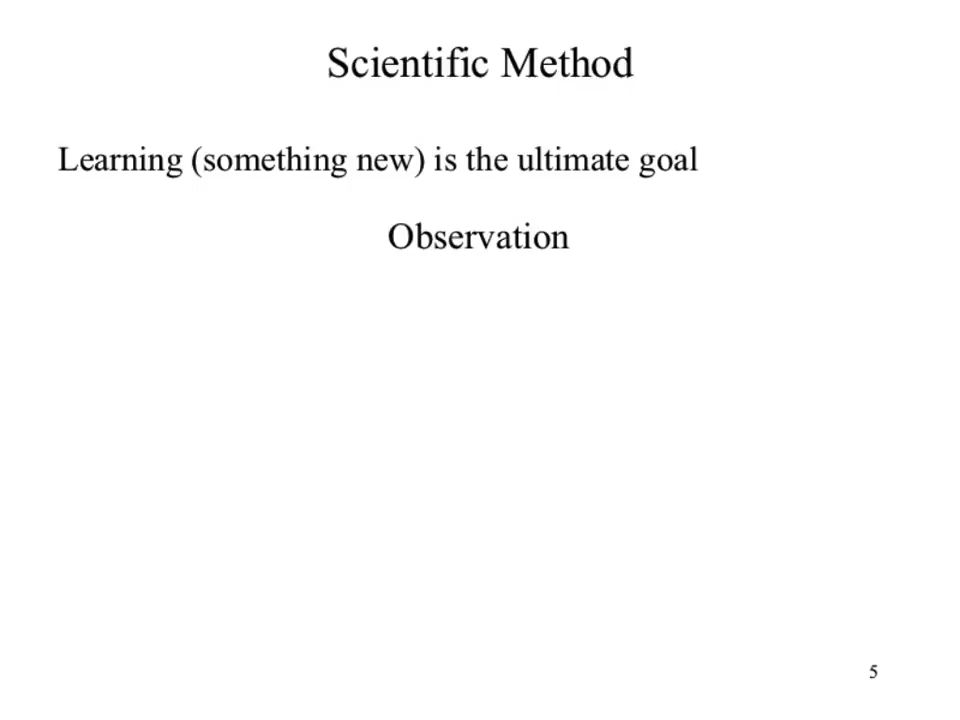 Scientific Method
Learning (something new) is the ultimate goal
Observation
5